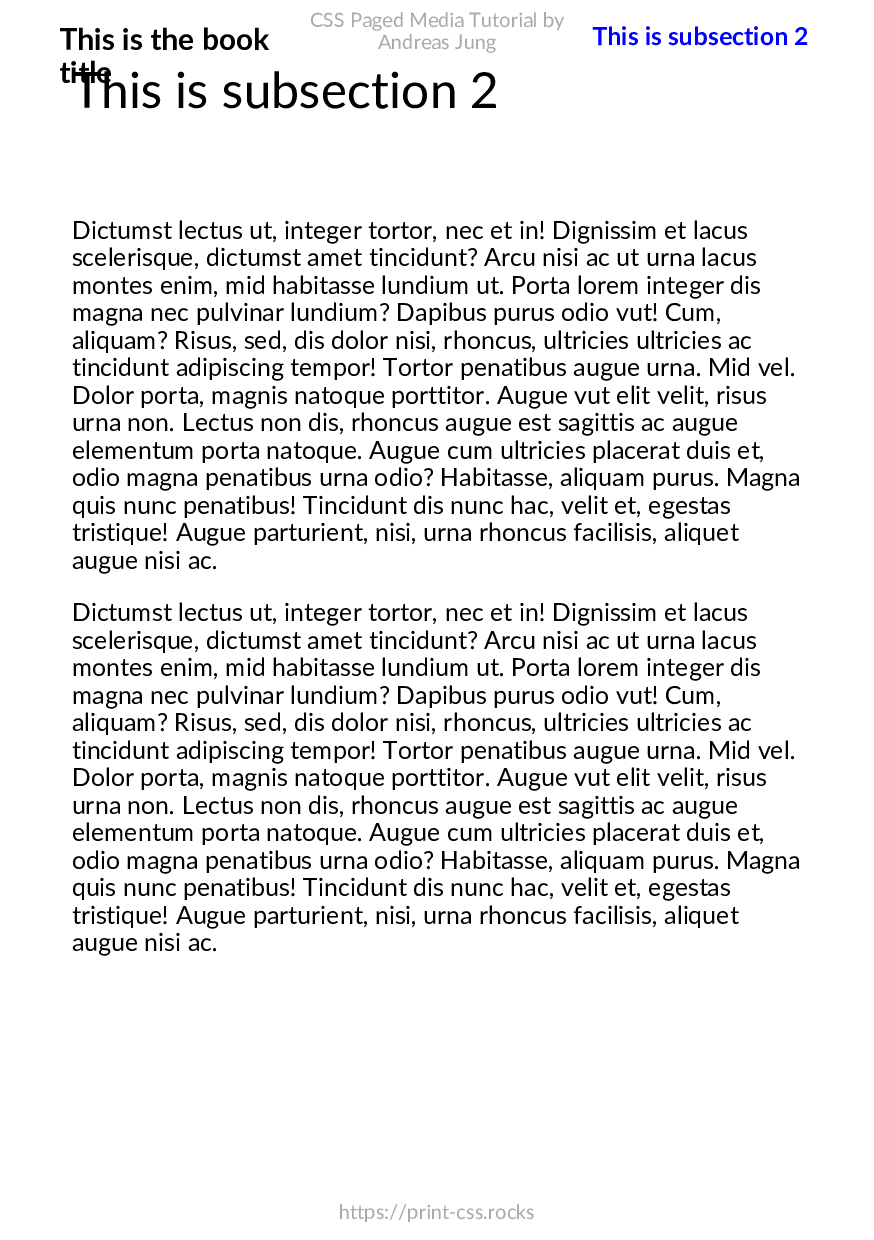 This is the book
title
CSS Paged Media Tutorial by
Andreas Jung
This is subsection 2
This is subsection 2
Dictumst lectus ut, integer tortor, nec et in! Dignissim et lacus
scelerisque, dictumst amet tincidunt? Arcu nisi ac ut urna lacus
montes enim, mid habitasse lundium ut. Porta lorem integer dis
magna nec pulvinar lundium? Dapibus purus odio vut! Cum,
aliquam? Risus, sed, dis dolor nisi, rhoncus, ultricies ultricies ac
tincidunt adipiscing tempor! Tortor penatibus augue urna. Mid vel.
Dolor porta, magnis natoque porttitor. Augue vut elit velit, risus
urna non. Lectus non dis, rhoncus augue est sagittis ac augue
elementum porta natoque. Augue cum ultricies placerat duis et,
odio magna penatibus urna odio? Habitasse, aliquam purus. Magna
quis nunc penatibus! Tincidunt dis nunc hac, velit et, egestas
tristique! Augue parturient, nisi, urna rhoncus facilisis, aliquet
augue nisi ac.
Dictumst lectus ut, integer tortor, nec et in! Dignissim et lacus
scelerisque, dictumst amet tincidunt? Arcu nisi ac ut urna lacus
montes enim, mid habitasse lundium ut. Porta lorem integer dis
magna nec pulvinar lundium? Dapibus purus odio vut! Cum,
aliquam? Risus, sed, dis dolor nisi, rhoncus, ultricies ultricies ac
tincidunt adipiscing tempor! Tortor penatibus augue urna. Mid vel.
Dolor porta, magnis natoque porttitor. Augue vut elit velit, risus
urna non. Lectus non dis, rhoncus augue est sagittis ac augue
elementum porta natoque. Augue cum ultricies placerat duis et,
odio magna penatibus urna odio? Habitasse, aliquam purus. Magna
quis nunc penatibus! Tincidunt dis nunc hac, velit et, egestas
tristique! Augue parturient, nisi, urna rhoncus facilisis, aliquet
augue nisi ac.
https://print-css.rocks